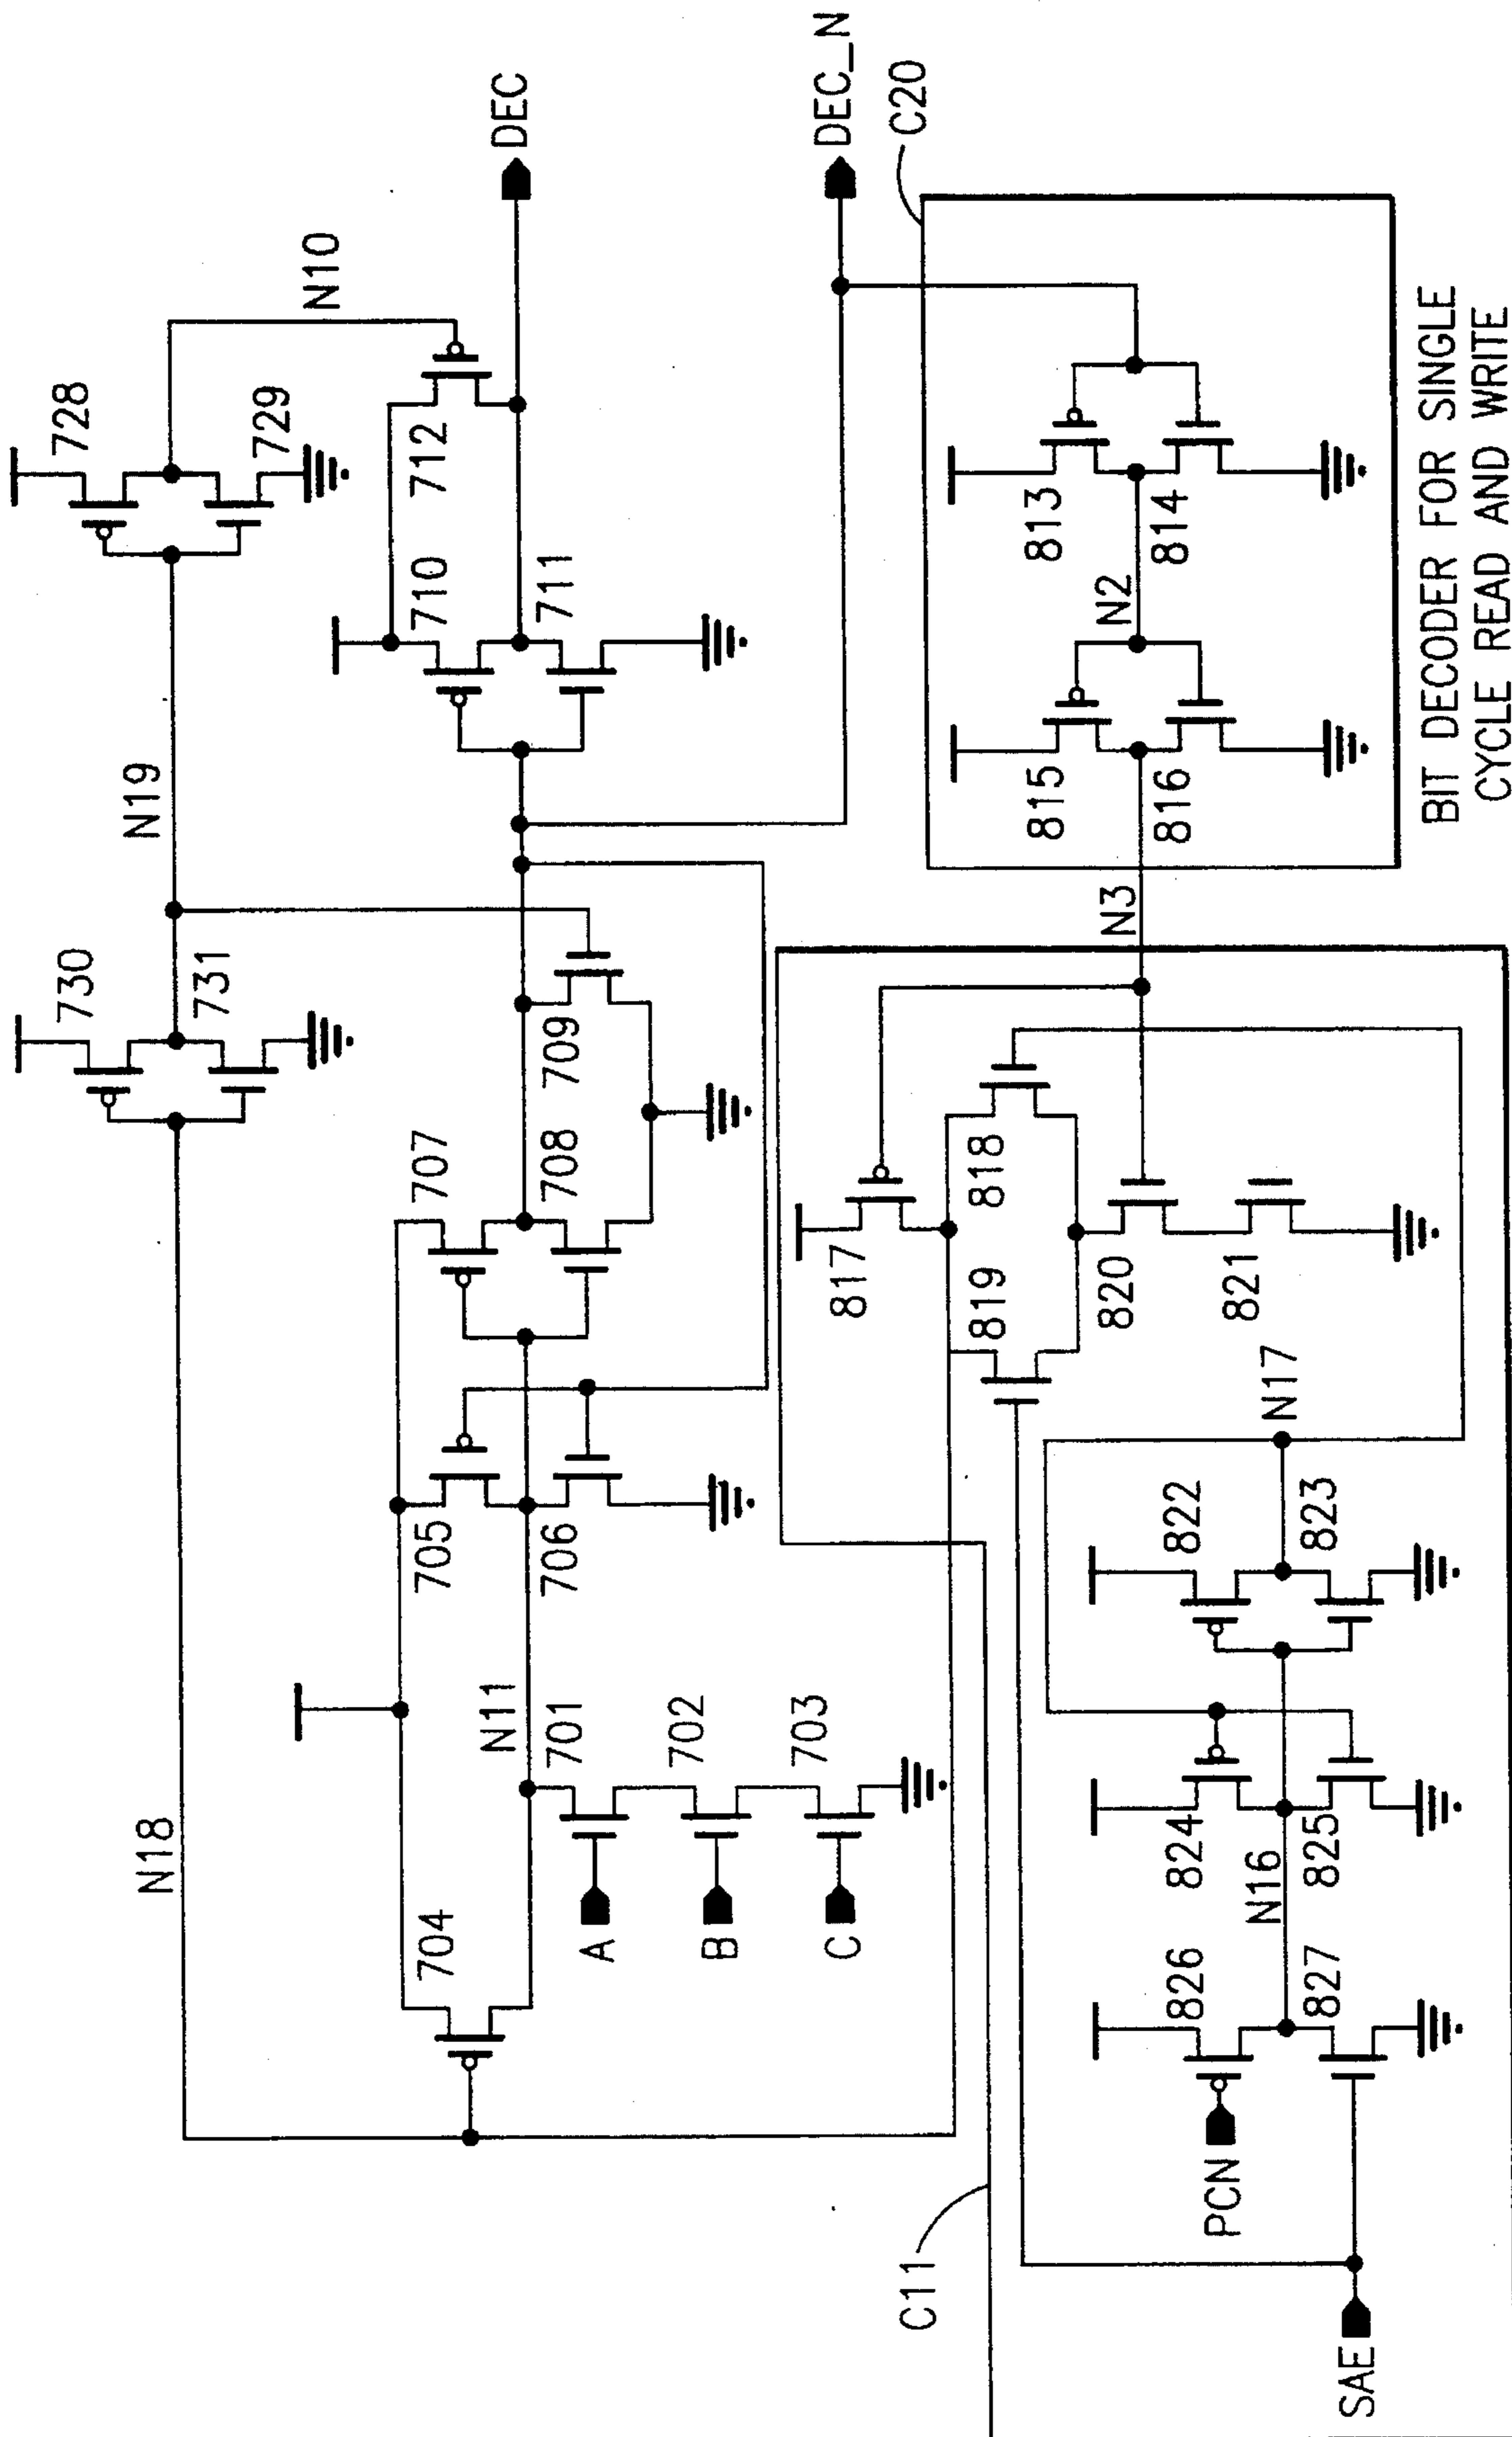 728
N10
729
N19
730
731
DEC
712
710
711
707
708
709
N18
704
705
706
N11
701
702
703
A
B
C
DEC_N
C20
813
814
N2
815
816
N3
BIT DECODER FOR SINGLE
CYCLE READ AND WRITE
817
818
819
820
821
N17
822
823
824
825
N16
826
827
PCN
SAE
C11